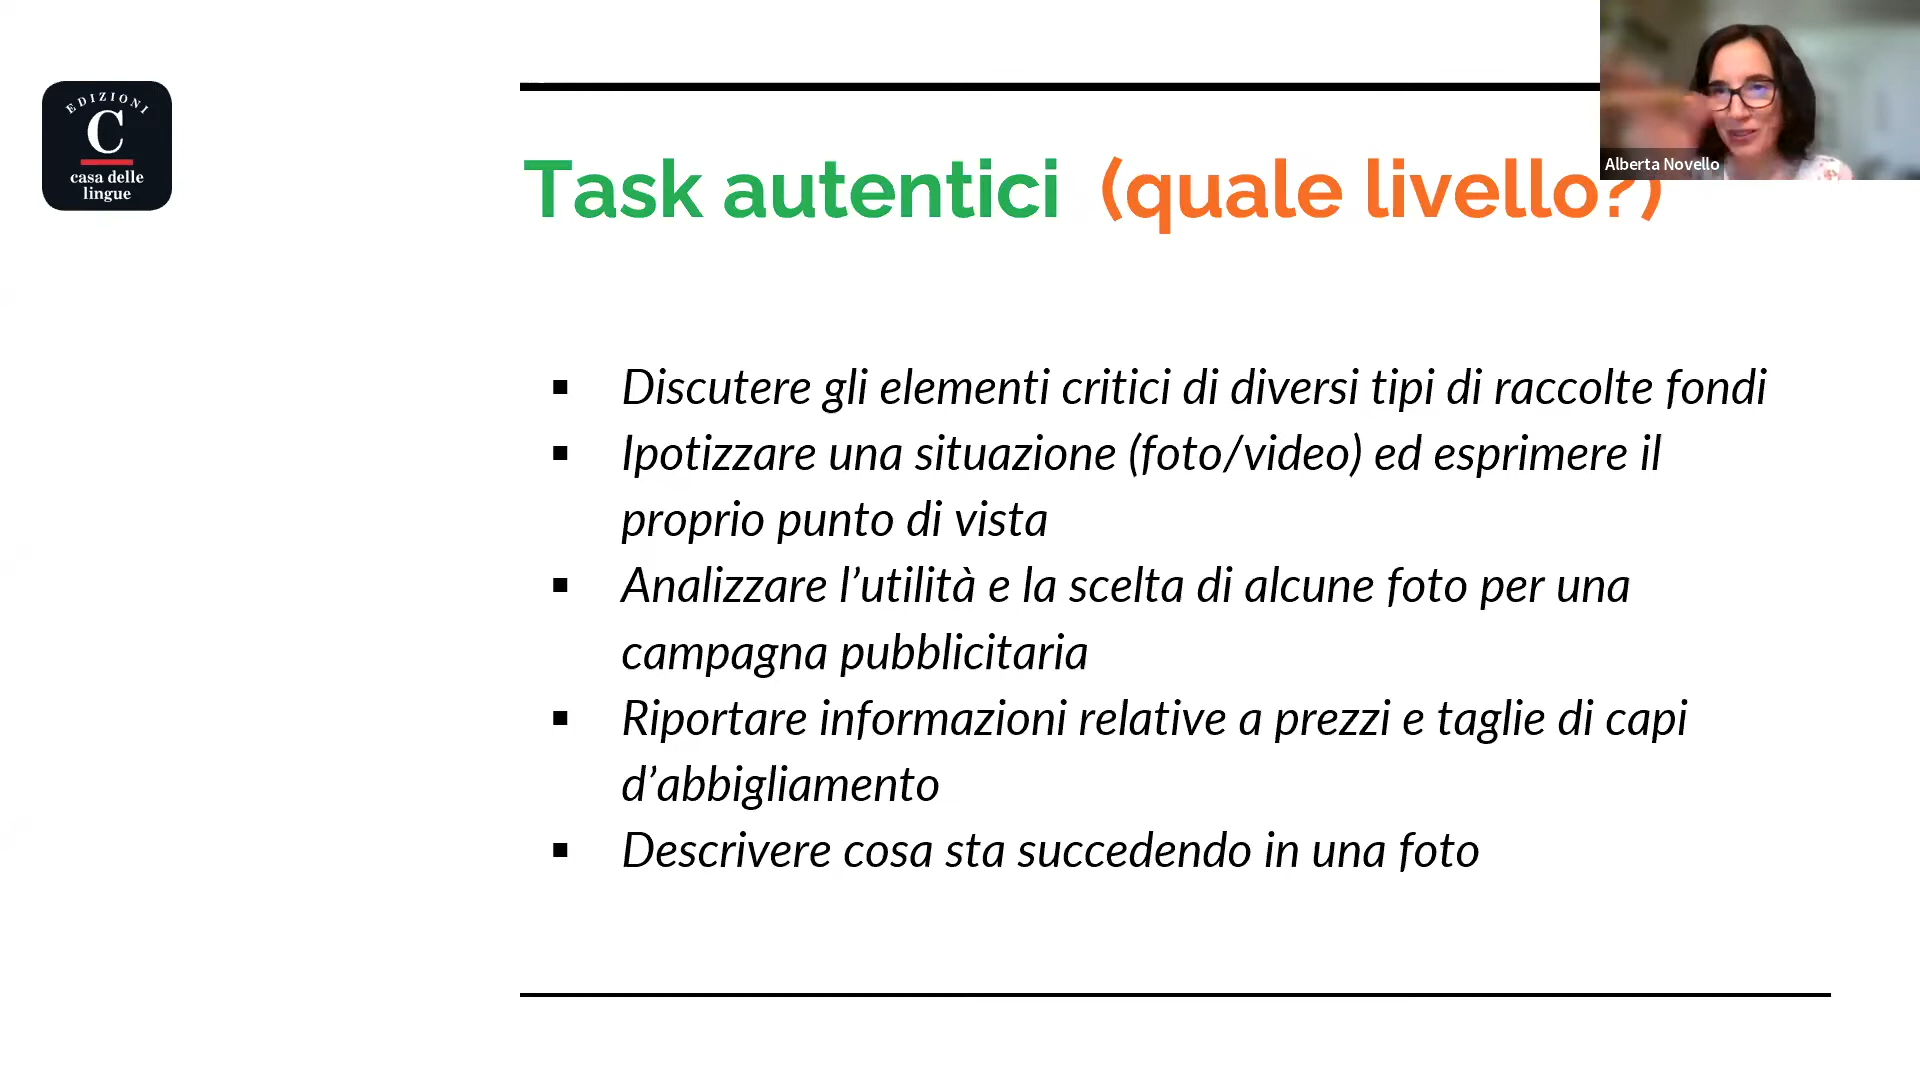 EDIZIONI
C
casa delle
lingue
Alberta Novello
Task autentici (quale livello?)
▪ Discutere gli elementi critici di diversi tipi di raccolte fondi
▪ Ipotizzare una situazione (foto/video) ed esprimere il
proprio punto di vista
▪ Analizzare l’utilità e la scelta di alcune foto per una
campagna pubblicitaria
▪ Riportare informazioni relative a prezzi e taglie di capi
d’abbigliamento
▪ Descrivere cosa sta succedendo in una foto